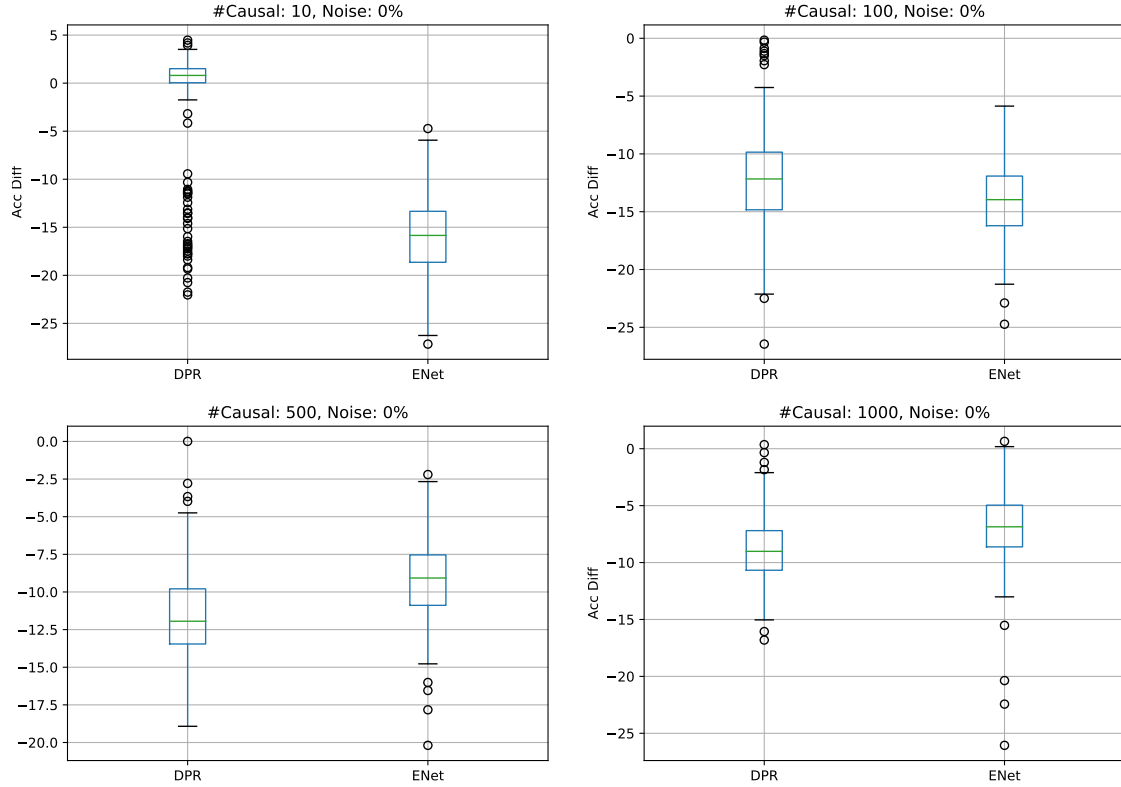 #Causal: 10, Noise: 0%
5
0
−5
−10
−15
−20
−25
Acc Diff
DPR
ENet
#Causal: 100, Noise: 0%
0
−5
−10
−15
−20
−25
Acc Diff
DPR
ENet
#Causal: 500, Noise: 0%
0.0
−2.5
−5.0
−7.5
−10.0
−12.5
−15.0
−17.5
−20.0
DPR
ENet
#Causal: 1000, Noise: 0%
0
−5
−10
−15
−20
−25
Acc Diff
DPR
ENet